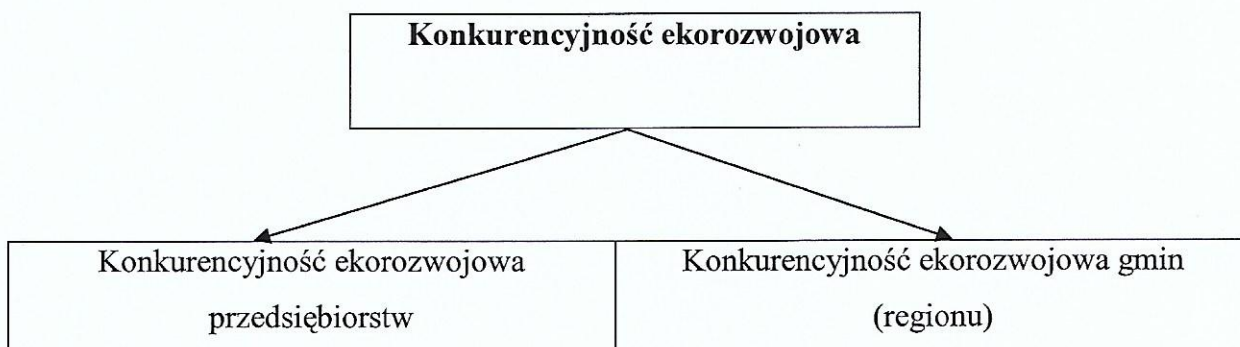 Konkurencyjność ekorozwojowa
Konkurencyjność ekorozwojowa
przedsiębiorstw
Konkurencyjność ekorozwojowa gmin
(regionu)